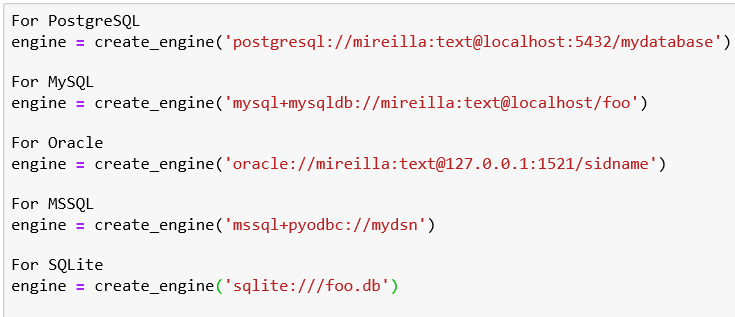 For PostgreSQL
engine = create_engine('postgresql://mireilla:text@localhost:5432/mydatabase')
For MySQL
engine = create_engine('mysql+mysqldb://mireilla:text@localhost/foo')
For Oracle
engine = create_engine('oracle://mireilla:text@127.0.0.1:1521/sidname')
For MSSQL
engine = create_engine('mssql+pyodbc://mydsn')
For SQLite
engine = create_engine('sqlite:///foo.db')